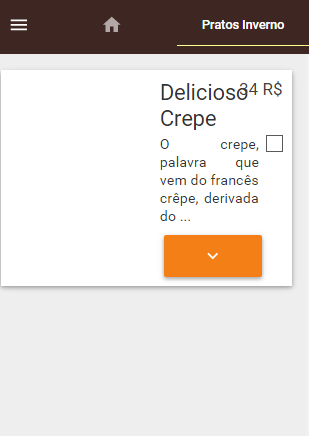 Pratos Inverno
Delicioso 34 R$
Crepe
O crepe,
palavra que
vem do francês
crêpe, derivada
do ...